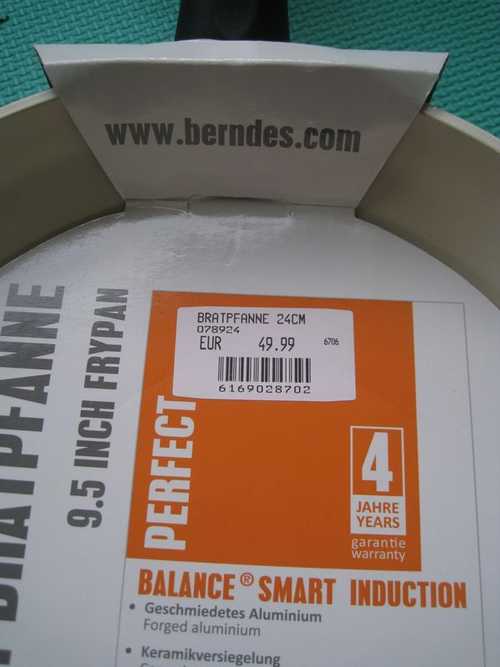 www.berndes.com
BRATPFANNE 24CM
078924
EUR 49.99 6706
6169028702
BRATPFANNE
9.5 INCH FRYPAN
PERFECT
4
JAHRE
YEARS
garantie
warranty
BALANCE® SMART INDUCTION
• Geschmiedetes Aluminium
Forged aluminium
• Keramikversiegelung